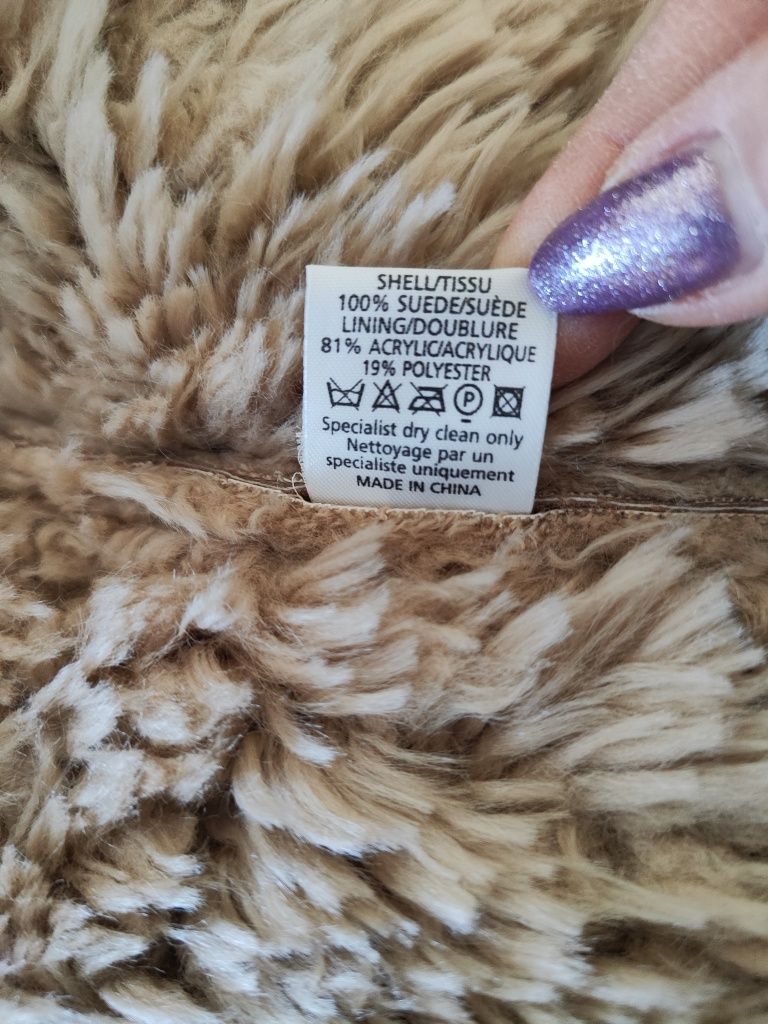 SHELL/TISSU
100% SUEDE/SUÈDE
LINING/DOUBLURE
81% ACRYLIC/ACRYLIQUE
19% POLYESTER
P
Specialist dry clean only
Nettoyage par un
specialiste uniquement
MADE IN CHINA